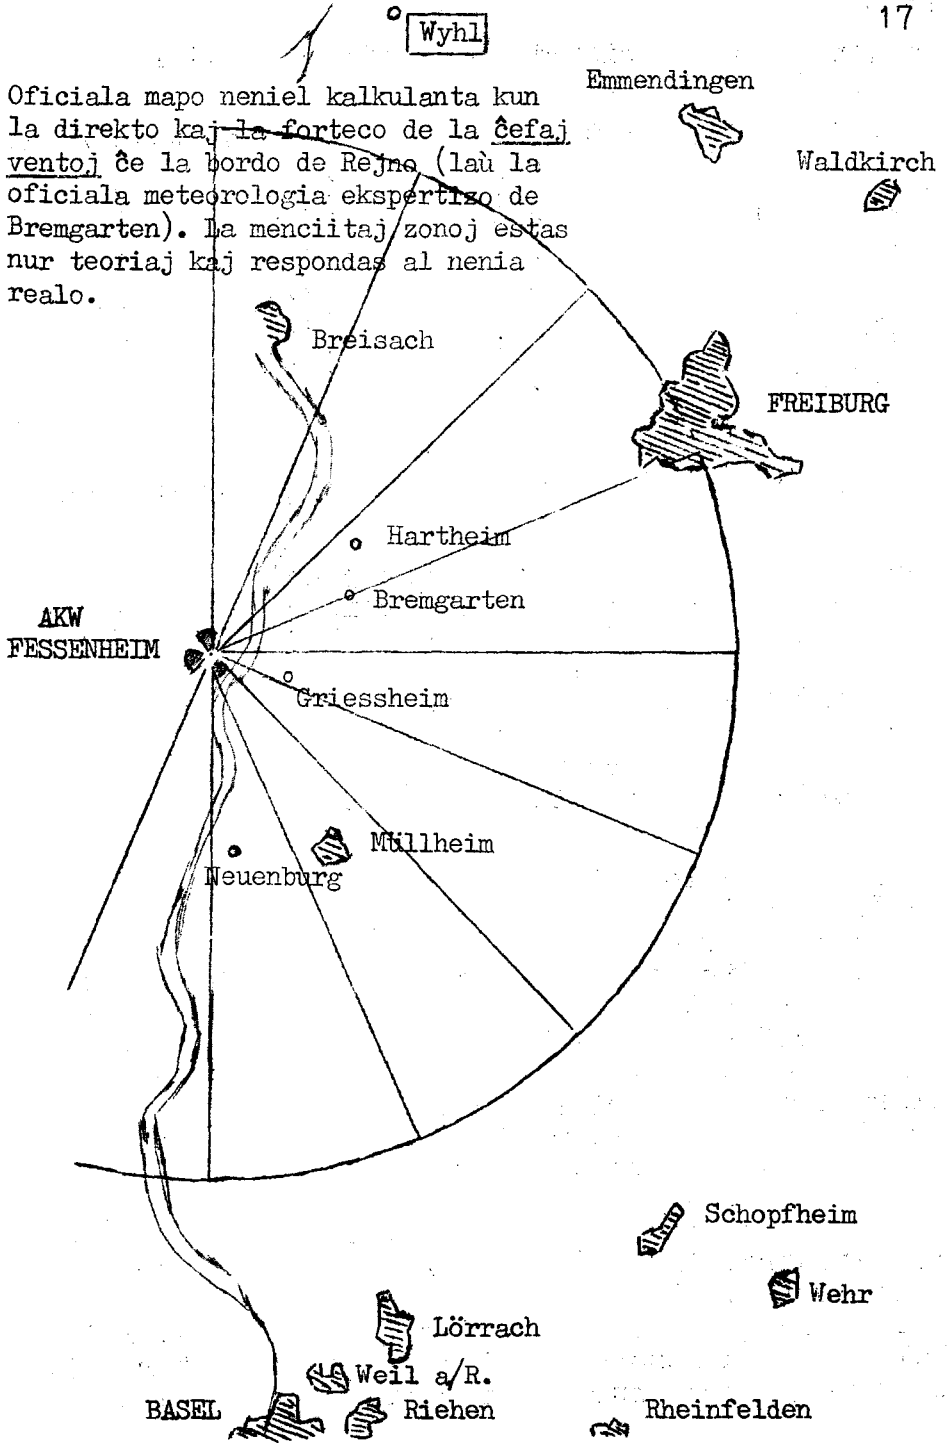 17
Wyhl
Emmendingen
Oficiala mapo neniel kalkulanta kun
la direkto kaj la forteco de la ĉefaj
ventoj ĉe la bordo de Rejno (laŭ la
oficiala meteorologia ekspertizo de
Bremgarten). La menciitaj zonoj estas
nur teoriaj kaj respondas al nenia
realo.
Waldkirch
Breisach
FREIBURG
Hartheim
Bremgarten
AKW
FESSENHEIM
Griessheim
Müllheim
Neuenburg
Schopfheim
Wehr
Lörrach
Weil a/R.
BASEL
Riehen
Rheinfelden